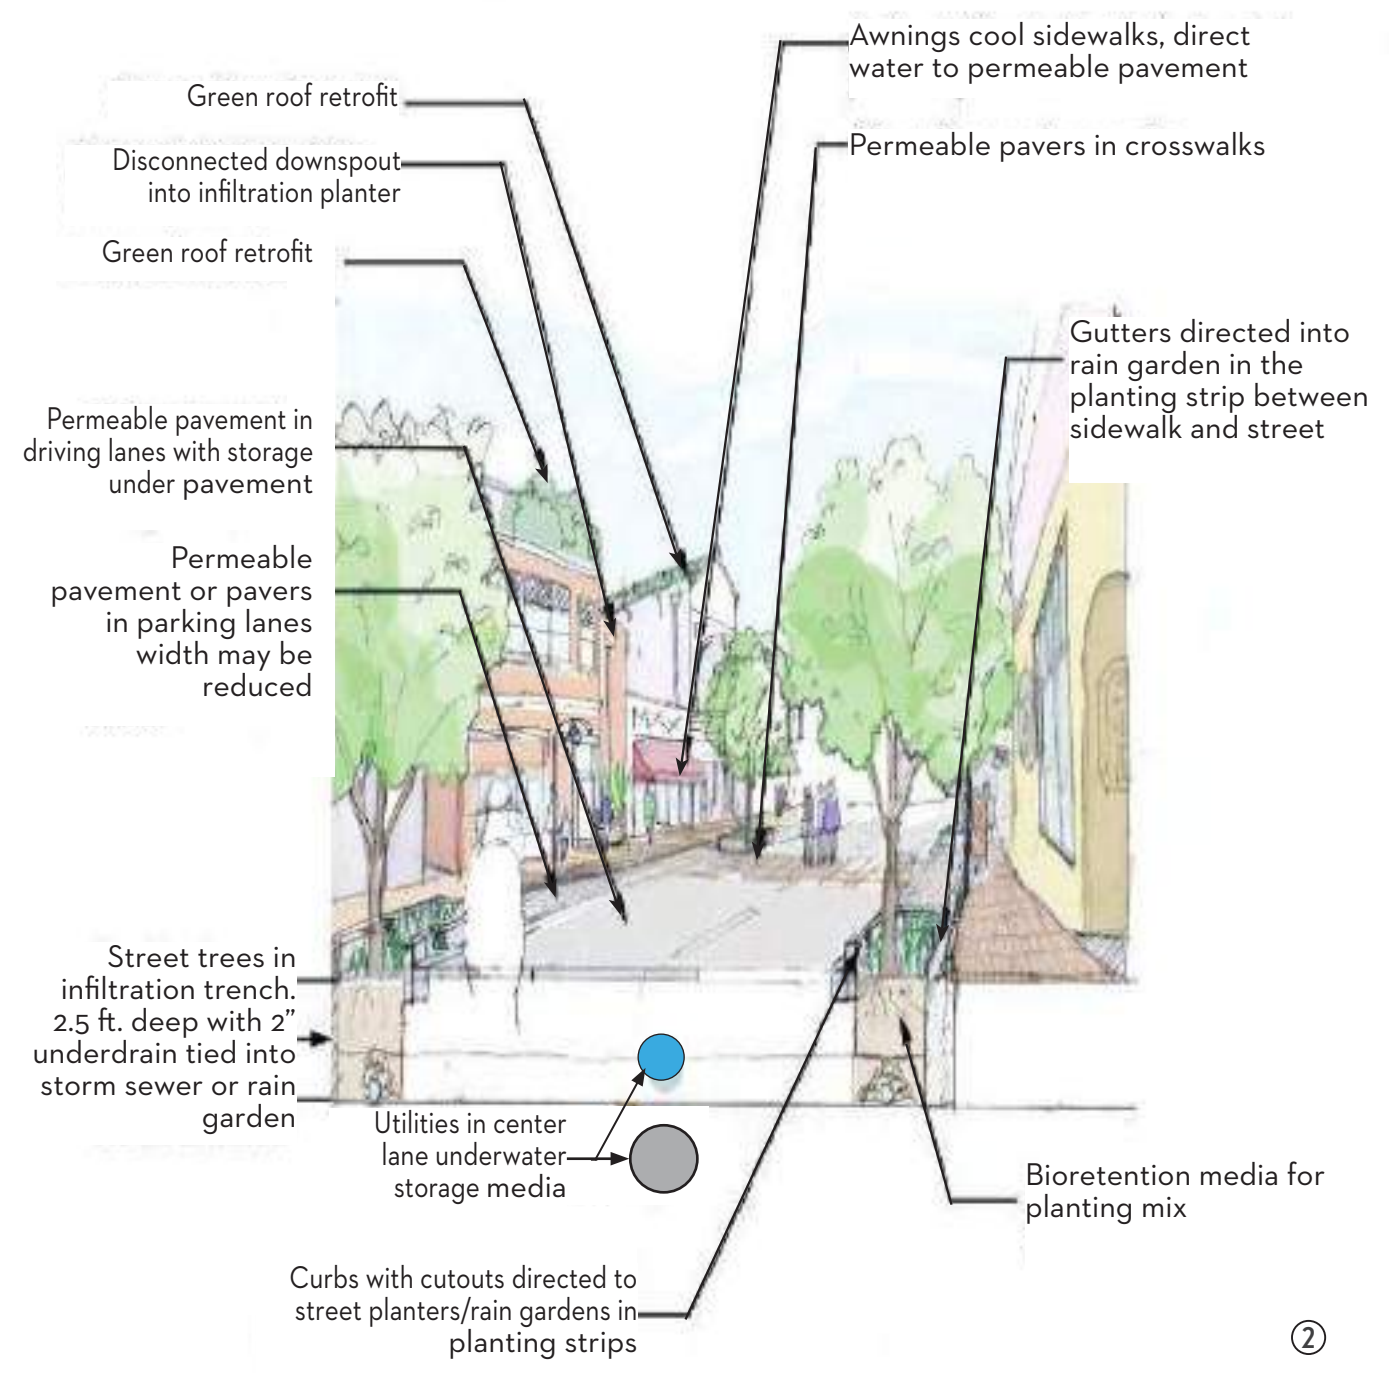 Awnings cool sidewalks, direct
water to permeable pavement
Green roof retrofit
Permeable pavers in crosswalks
Disconnected downspout
into infiltration planter
Green roof retrofit
Gutters directed into
rain garden in the
planting strip between
sidewalk and street
Permeable pavement in
driving lanes with storage
under pavement
Permeable
pavement or pavers
in parking lanes
width may be
reduced
Street trees in
infiltration trench.
2.5 ft. deep with 2”
underdrain tied into
storm sewer or rain
garden
Utilities in center
lane underwater
storage media
Bioretention media for
planting mix
Curbs with cutouts directed to
street planters/rain gardens in
planting strips
2